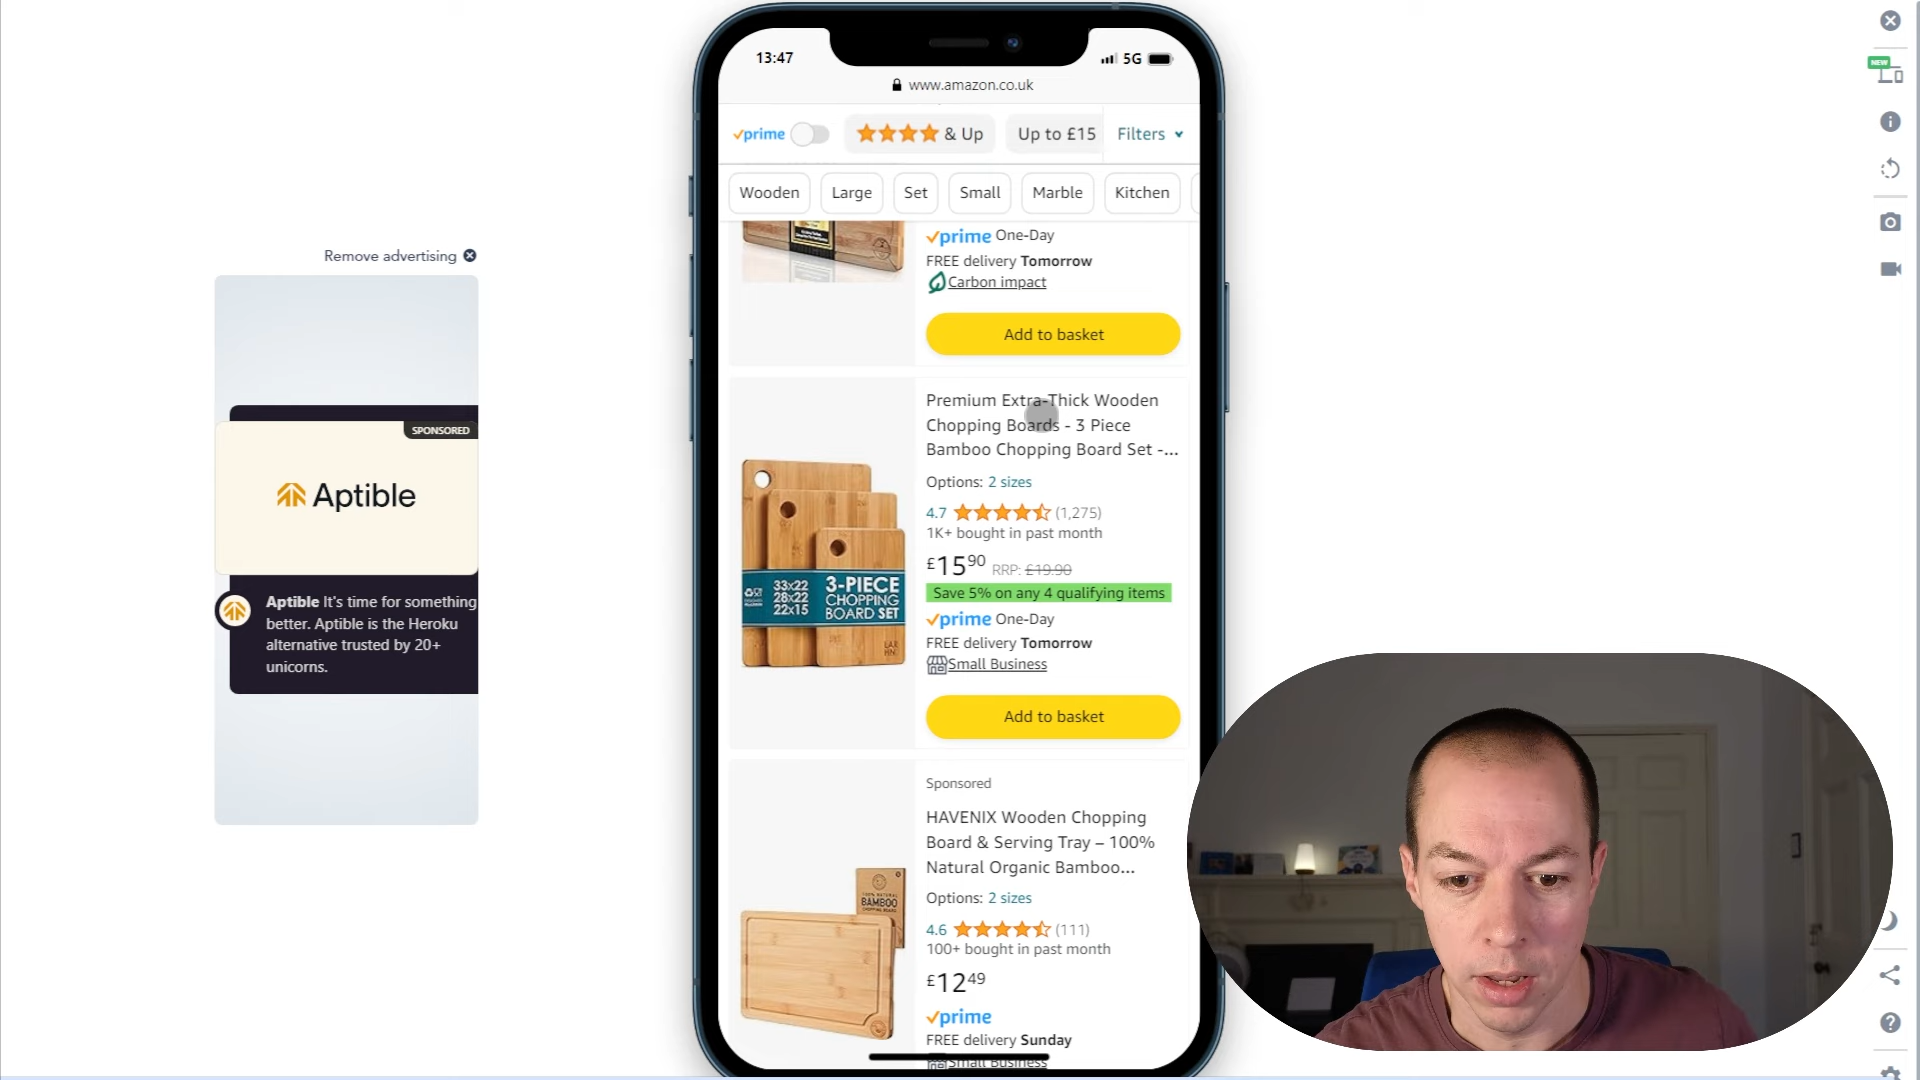 Remove advertising
SPONSORED
Aptible
Aptible It's time for something
better. Aptible is the Heroku
alternative trusted by 20+
unicorns.
13:47
5G
www.amazon.co.uk
prime
& Up
Up to £15
Filters
Wooden
Large
Set
Small
Marble
Kitchen
prime One-Day
FREE delivery Tomorrow
Carbon impact
Add to basket
Premium Extra-Thick Wooden
Chopping Boards - 3 Piece
Bamboo Chopping Board Set -...
Options: 2 sizes
4.7 (1,275)
1K+ bought in past month
£1590 RRP: £19.90
Save 5% on any 4 qualifying items
prime One-Day
FREE delivery Tomorrow
Small Business
Add to basket
33x22
28x22
22x15
3-PIECE
CHOPPING
BOARD SET
Sponsored
HAVENIX Wooden Chopping
Board & Serving Tray – 100%
Natural Organic Bamboo...
Options: 2 sizes
4.6 (111)
100+ bought in past month
£1249
prime
FREE delivery Sunday
Small Business
100% NATURAL
BAMBOO
NEW